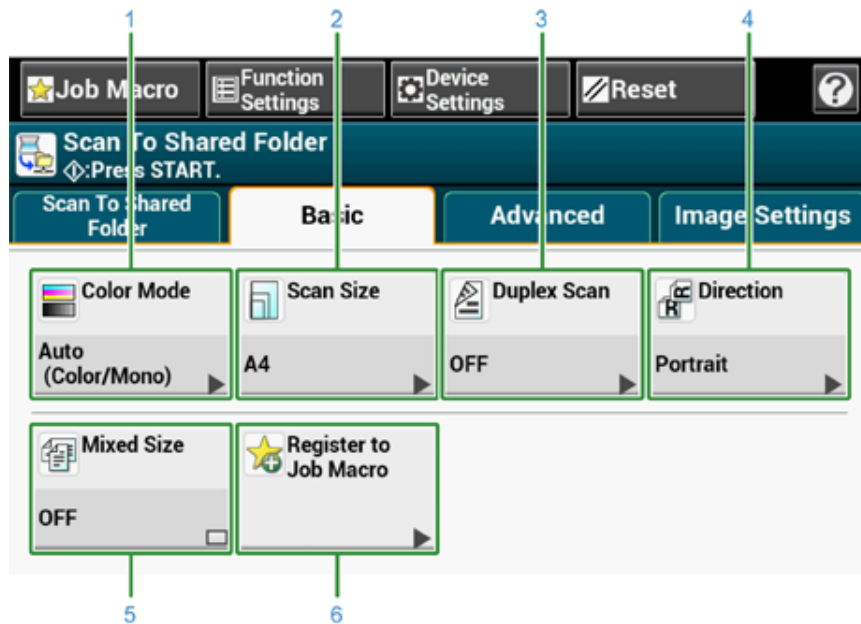 1 2 3 4
Job Macro Function Settings Device Settings Reset ?
Scan To Shared Folder
:Press START.
Scan To Shared Folder Basic Advanced Image Settings
Color Mode Scan Size Duplex Scan Direction
Auto
(Color/Mono) A4 OFF Portrait
Mixed Size Register to
Job Macro
OFF
5 6